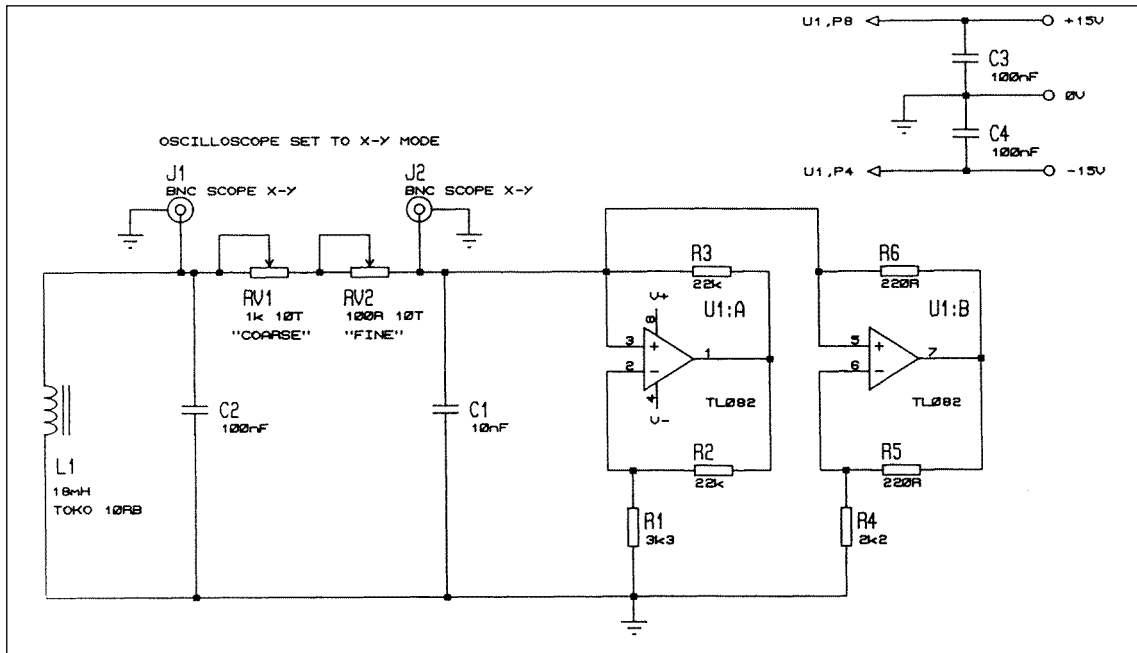 U1,P8
+15V
C3
100nF
0V
C4
100nF
U1,P4
-15V
OSCILLOSCOPE SET TO X-Y MODE
J1
BNC SCOPE X-Y
J2
BNC SCOPE X-Y
RV1
1k 10T
"COARSE"
RV2
100R 10T
"FINE"
R3
22k
R6
220R
V+
8
U1:A
3
+
2
-
1
4
V-
TL082
U1:B
5
+
6
-
7
TL082
C2
100nF
C1
10nF
L1
18mH
TOKO 10RB
R2
22k
R5
220R
R1
3k3
R4
2k2